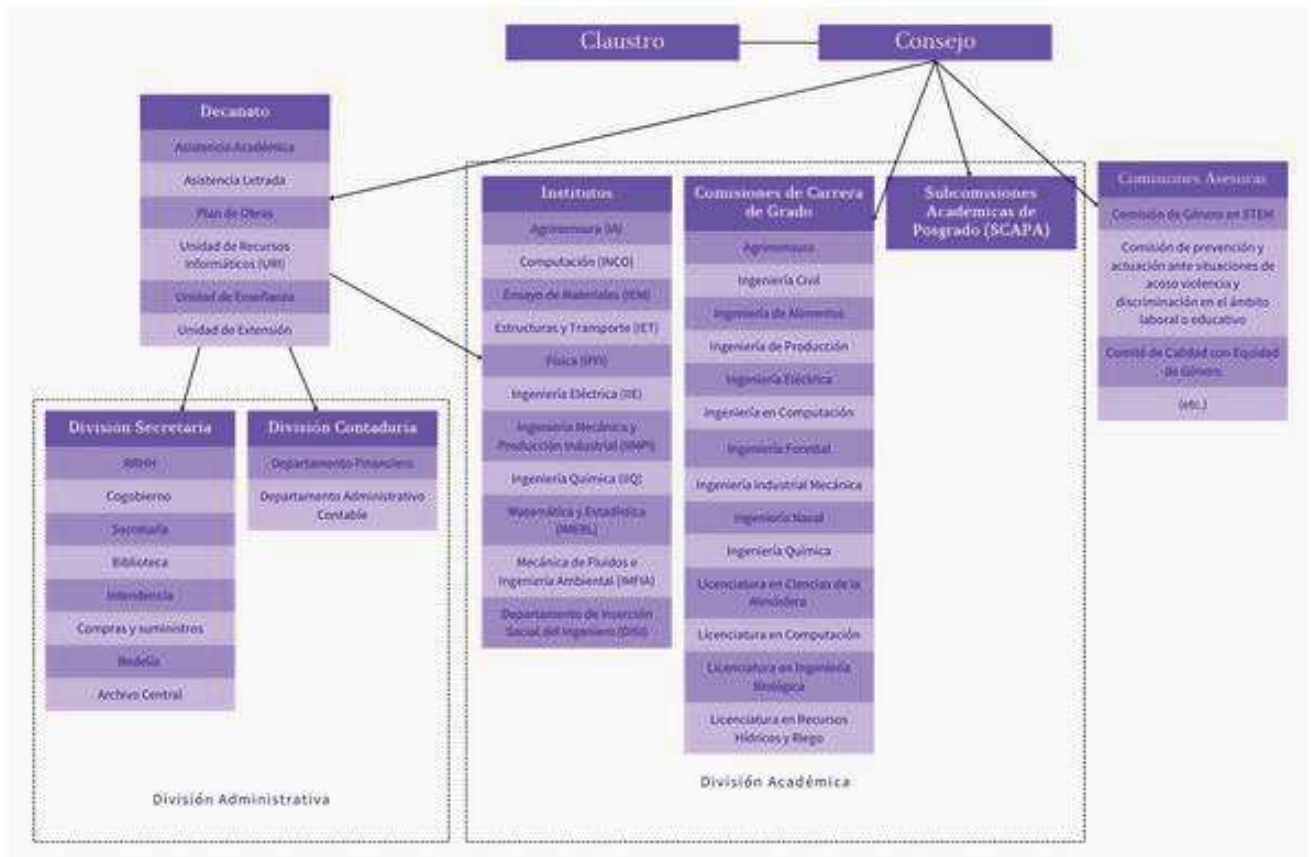 Claustro
Consejo
Decanato
Asistencia Académica
Asistencia Letrada
Plan de Obras
Unidad de Recursos
Informáticos (URI)
Unidad de Enseñanza
Unidad de Extensión
División Secretaría
RRHH
Cogobierno
Secretaría
Biblioteca
Intendencia
Compras y suministros
Bedelía
Archivo Central
División Contaduría
Departamento Financiero
Departamento Administrativo
Contable
División Administrativa
Institutos
Agrimensura (IA)
Computación (INCO)
Ensayo de Materiales (IEM)
Estructuras y Transporte (IET)
Física (IFFI)
Ingeniería Eléctrica (IIE)
Ingeniería Mecánica y
Producción Industrial (IIMPI)
Ingeniería Química (IIQ)
Matemática y Estadística
(IMERL)
Mecánica de Fluidos e
Ingeniería Ambiental (IMFIA)
Departamento de Inserción
Social del Ingeniero (DISI)
Comisiones de Carrera
de Grado
Agrimensura
Ingeniería Civil
Ingeniería de Alimentos
Ingeniería de Producción
Ingeniería Eléctrica
Ingeniería en Computación
Ingeniería Forestal
Ingeniería Industrial Mecánica
Ingeniería Naval
Ingeniería Química
Licenciatura en Ciencias de la
Atmósfera
Licenciatura en Computación
Licenciatura en Ingeniería
Biológica
Licenciatura en Recursos
Hídricos y Riego
Subcomisiones
Académicas de
Posgrado (SCAPA)
División Académica
Comisiones Asesoras
Comisión de Género en STEM
Comisión de prevención y
actuación ante situaciones de
acoso violencia y
discriminación en el ámbito
laboral o educativo
Comité de Calidad con Equidad
de Género
(etc.)